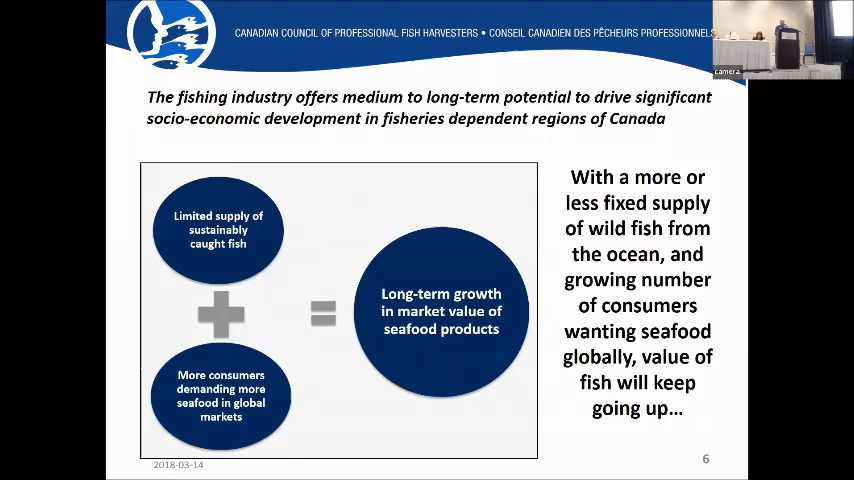 CANADIAN COUNCIL OF PROFESSIONAL FISH HARVESTERS • CONSEIL CANADIEN DES PÊCHEURS PROFESSIONNELS
camera
The fishing industry offers medium to long-term potential to drive significant
socio-economic development in fisheries dependent regions of Canada
Limited supply of
sustainably
caught fish
More consumers
demanding more
seafood in global
markets
Long-term growth
in market value of
seafood products
With a more or
less fixed supply
of wild fish from
the ocean, and
growing number
of consumers
wanting seafood
globally, value of
fish will keep
going up...
2018-03-14
6